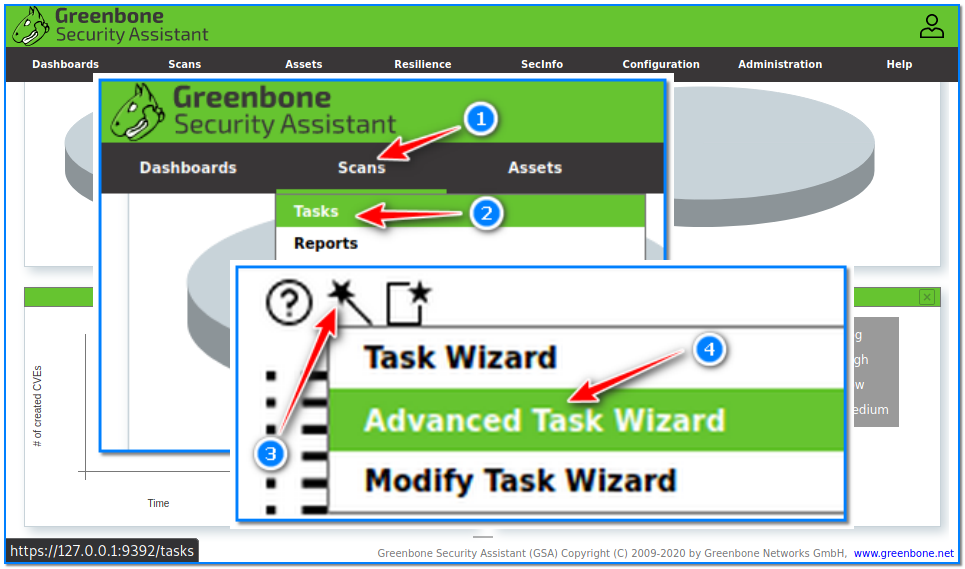 Greenbone
Security Assistant
Dashboards Scans Assets Resilience SecInfo Configuration Administration Help
Greenbone
Security Assistant
1
Dashboards Scans Assets
Tasks
2
Reports
?
Task Wizard
4
Advanced Task Wizard
3
Modify Task Wizard
# of created CVEs
Time
g
gh
w
edium
https://127.0.0.1:9392/tasks
Greenbone Security Assistant (GSA) Copyright (C) 2009-2020 by Greenbone Networks GmbH, www.greenbone.net